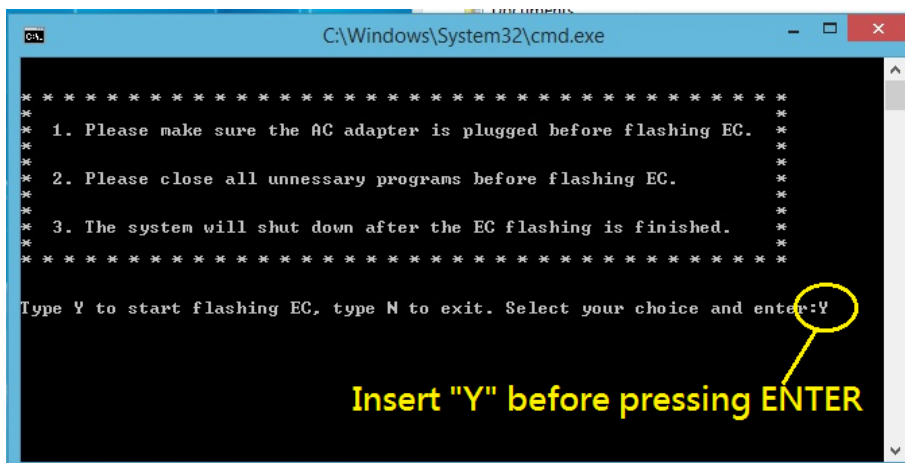 Documents
C:\.
C:\Windows\System32\cmd.exe
* * * * * * * * * * * * * * * * * * * * * * * * * * * * * * * * * * * *
* *
* 1. Please make sure the AC adapter is plugged before flashing EC. *
* *
* 2. Please close all unnessary programs before flashing EC. *
* *
* *
* 3. The system will shut down after the EC flashing is finished. *
* *
* * * * * * * * * * * * * * * * * * * * * * * * * * * * * * * * * * * *
Type Y to start flashing EC, type N to exit. Select your choice and enter:Y
Insert "Y" before pressing ENTER